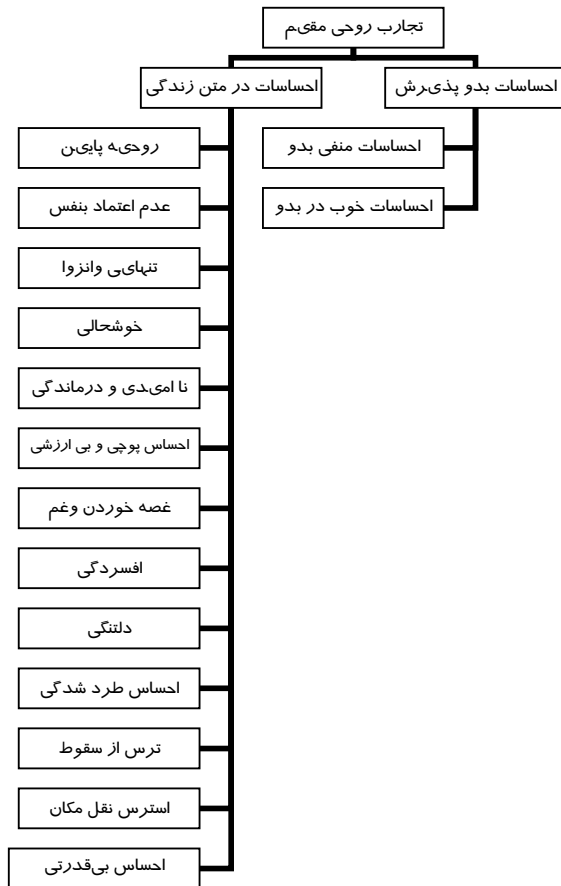 تجارب روحی مقیم
احساسات بدو پذیرش
احساسات در متن زندگی
احساسات منفی بدو
احساسات خوب در بدو
روحیه پایین
عدم اعتماد بنفس
تنهایی وانزوا
خوشحالی
نا امیدی و درماندگی
احساس پوچی و بی ارزشی
غصه خوردن وغم
افسردگی
دلتنگی
احساس طرد شدگی
ترس از سقوط
استرس نقل مکان
احساس بی‌قدرتی